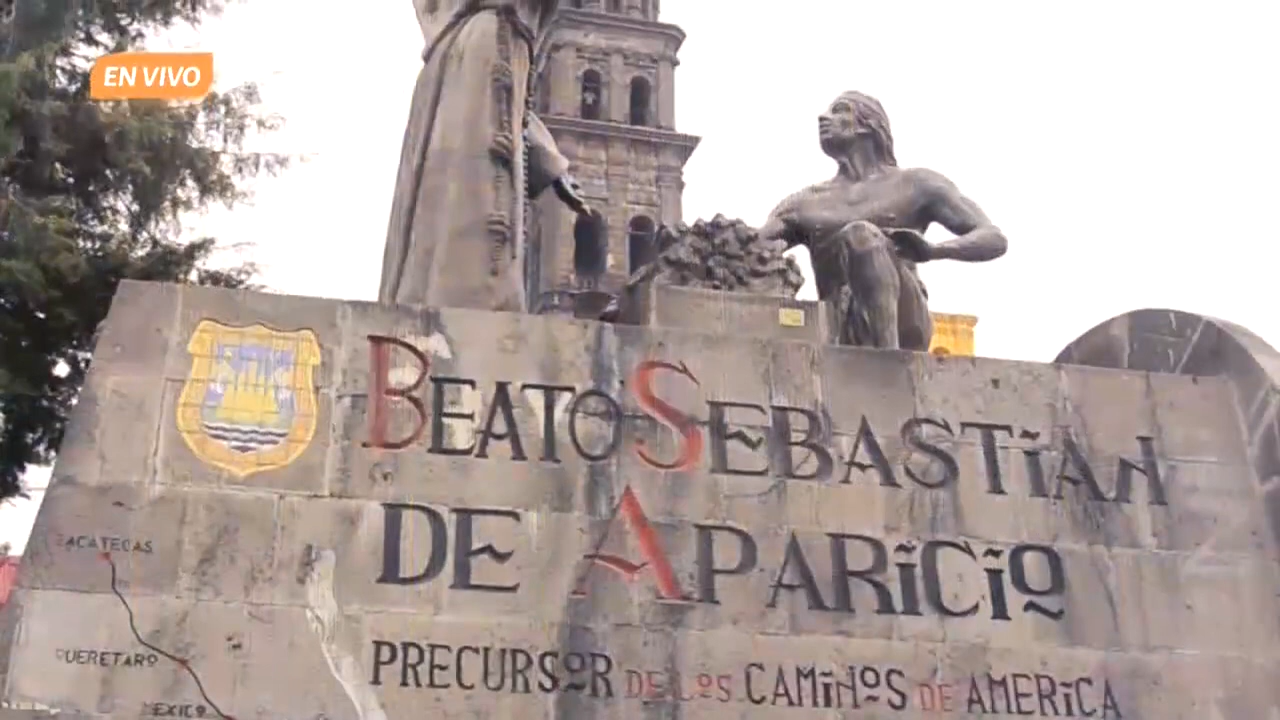 EN VIVO
BEATO SEBASTIAN
DE APARICIO
PRECURSOR DE LOS CAMINOS DE AMERICA
ZACATECAS
QUERETARO
MEXICO